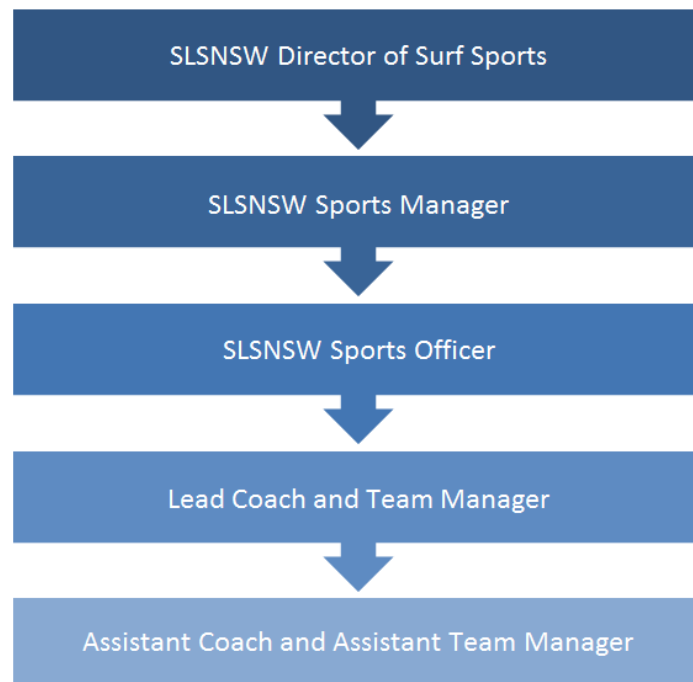 SLSNSW Director of Surf Sports
SLSNSW Sports Manager
SLSNSW Sports Officer
Lead Coach and Team Manager
Assistant Coach and Assistant Team Manager